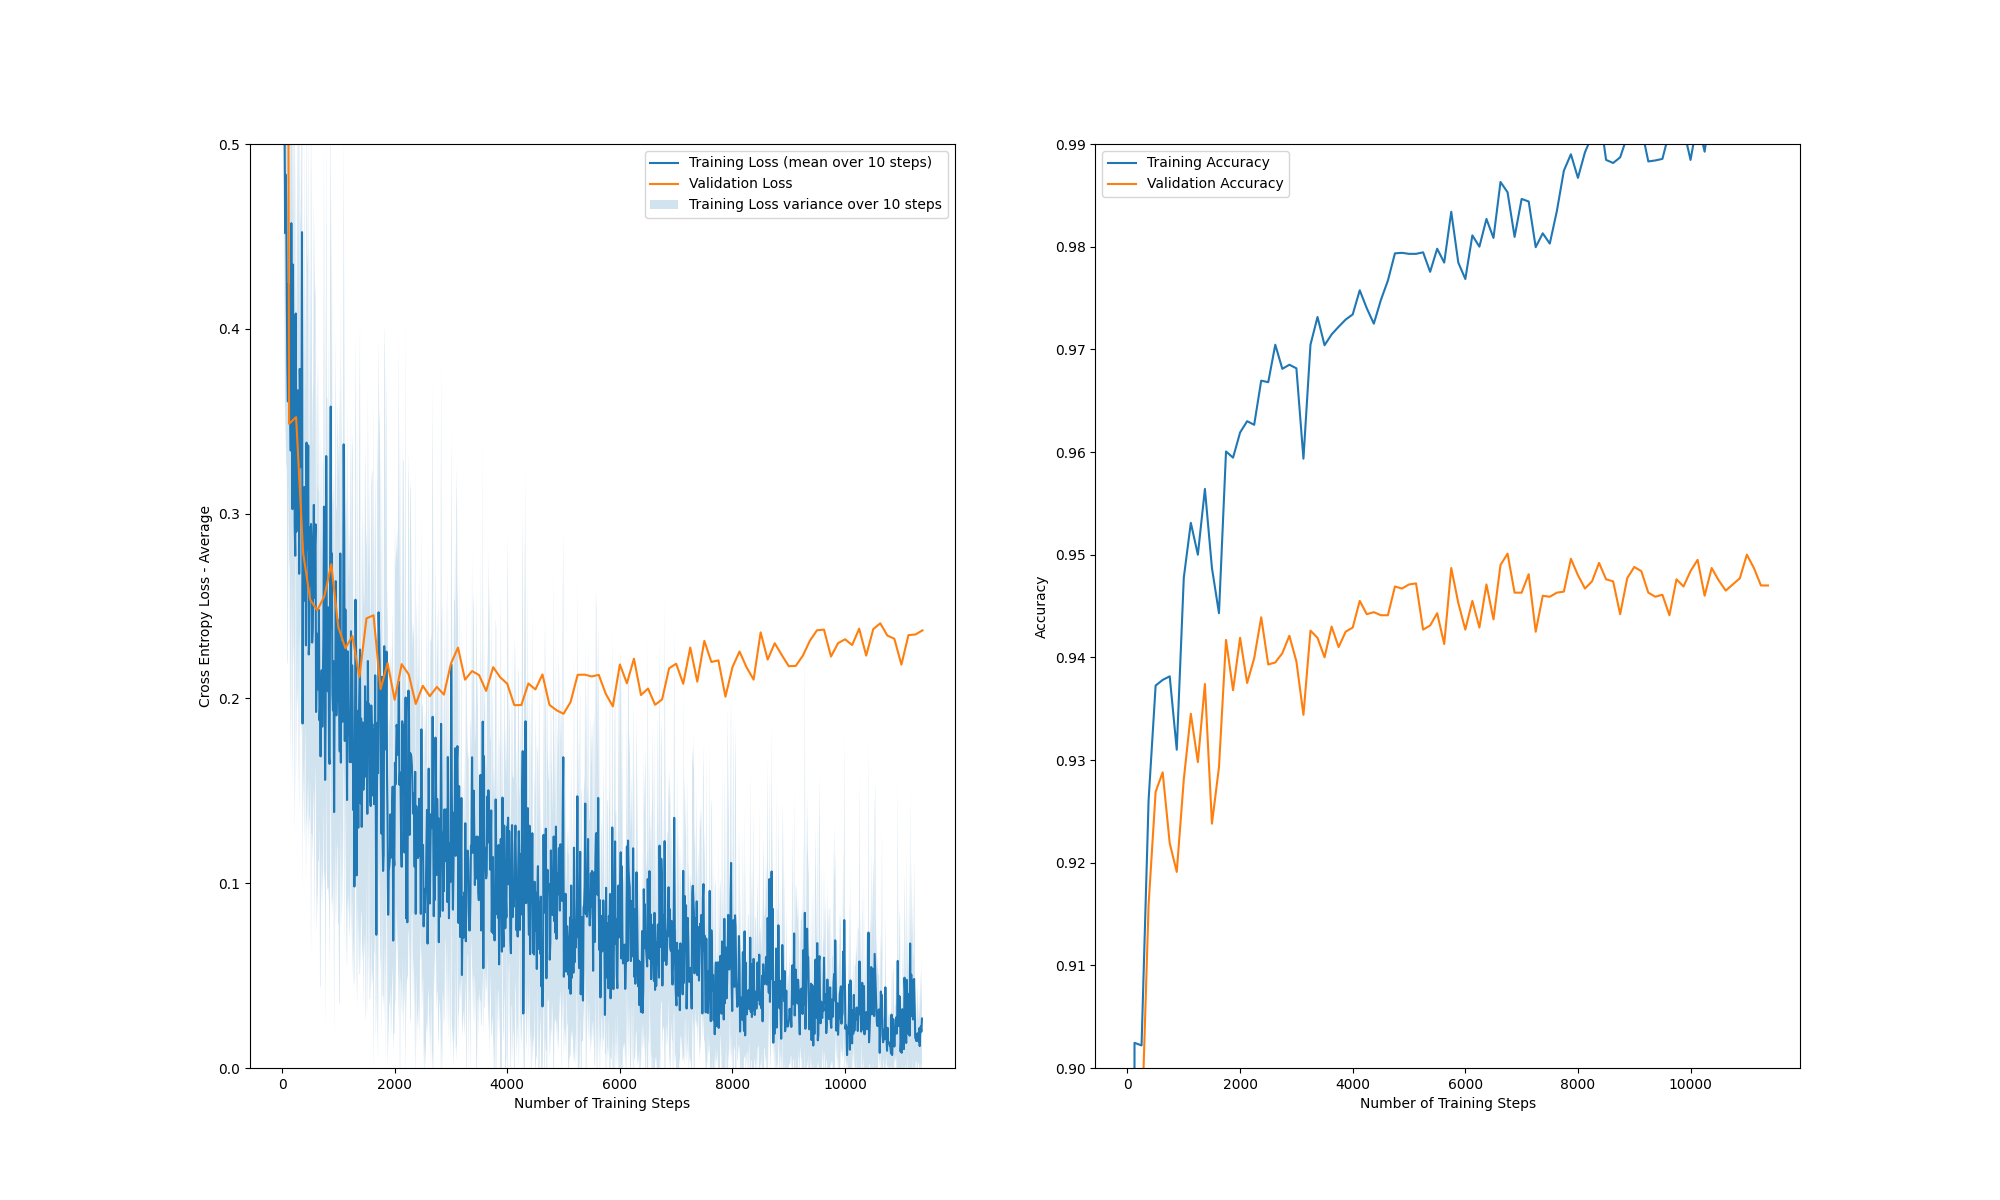 0.5
0.4
0.3
0.2
0.1
0.0
Cross Entropy Loss - Average
Training Loss (mean over 10 steps)
Validation Loss
Training Loss variance over 10 steps
0 2000 4000 6000 8000 10000
Number of Training Steps
0.99
0.98
0.97
0.96
0.95
0.94
0.93
0.92
0.91
0.90
Accuracy
Training Accuracy
Validation Accuracy
0 2000 4000 6000 8000 10000
Number of Training Steps